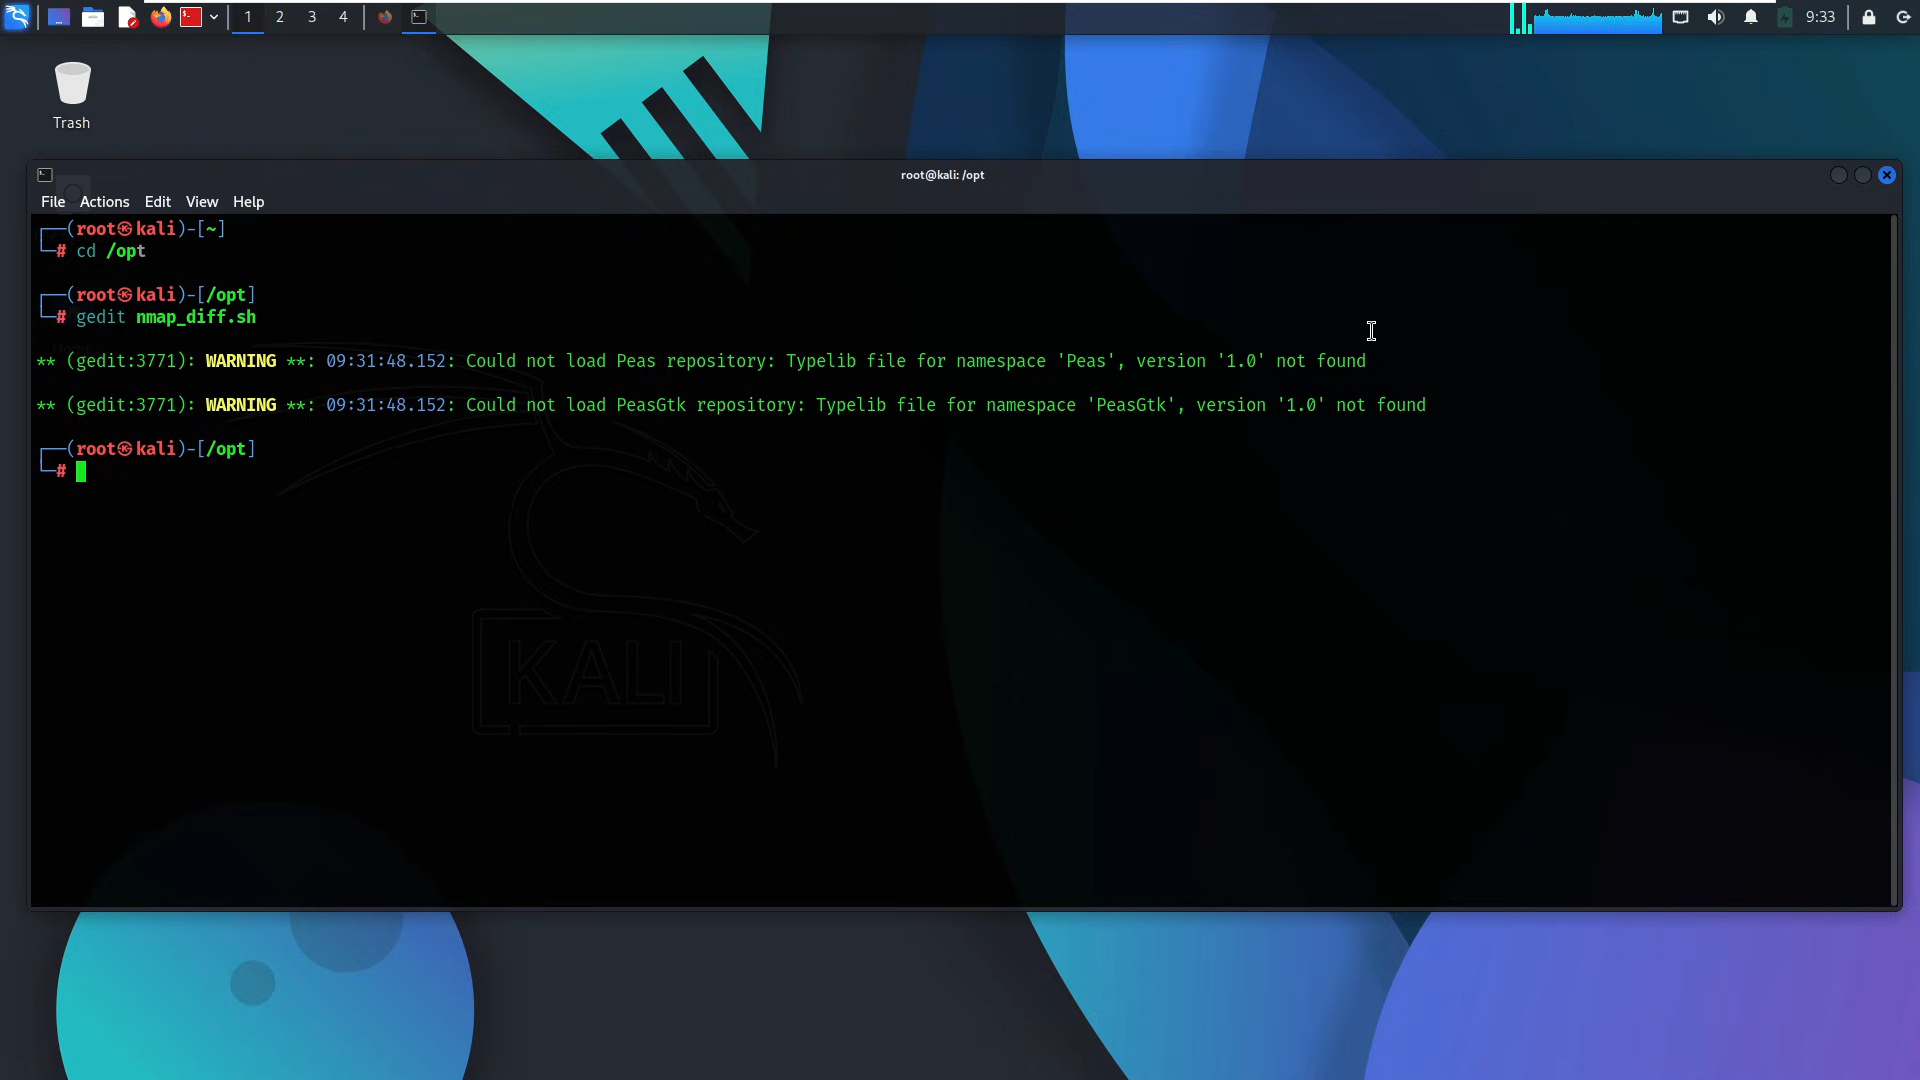 1 2 3 4 9:33
Trash
root@kali: /opt
File Actions Edit View Help
┌──(root㉿kali)-[~]
└─# cd /opt
┌──(root㉿kali)-[/opt]
└─# gedit nmap_diff.sh
** (gedit:3771): WARNING **: 09:31:48.152: Could not load Peas repository: Typelib file for namespace 'Peas', version '1.0' not found
** (gedit:3771): WARNING **: 09:31:48.152: Could not load PeasGtk repository: Typelib file for namespace 'PeasGtk', version '1.0' not found
┌──(root㉿kali)-[/opt]
└─#
KALI